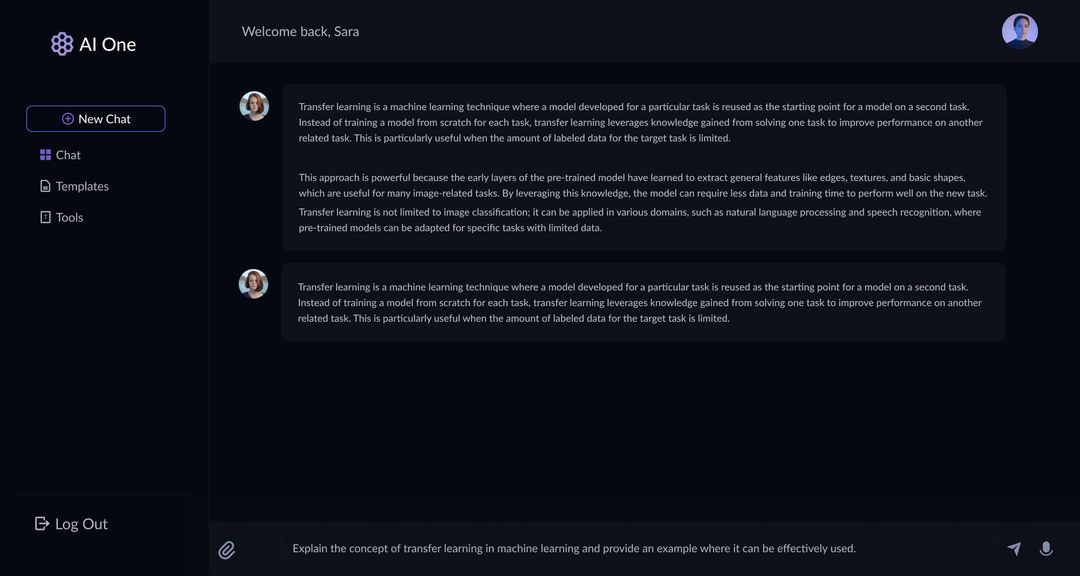 AI One
New Chat
Chat
Templates
Tools
Log Out
Welcome back, Sara
Transfer learning is a machine learning technique where a model developed for a particular task is reused as the starting point for a model on a second task.
Instead of training a model from scratch for each task, transfer learning leverages knowledge gained from solving one task to improve performance on another
related task. This is particularly useful when the amount of labeled data for the target task is limited.
This approach is powerful because the early layers of the pre-trained model have learned to extract general features like edges, textures, and basic shapes,
which are useful for many image-related tasks. By leveraging this knowledge, the model can require less data and training time to perform well on the new task.
Transfer learning is not limited to image classification; it can be applied in various domains, such as natural language processing and speech recognition, where
pre-trained models can be adapted for specific tasks with limited data.
Transfer learning is a machine learning technique where a model developed for a particular task is reused as the starting point for a model on a second task.
Instead of training a model from scratch for each task, transfer learning leverages knowledge gained from solving one task to improve performance on another
related task. This is particularly useful when the amount of labeled data for the target task is limited.
Explain the concept of transfer learning in machine learning and provide an example where it can be effectively used.